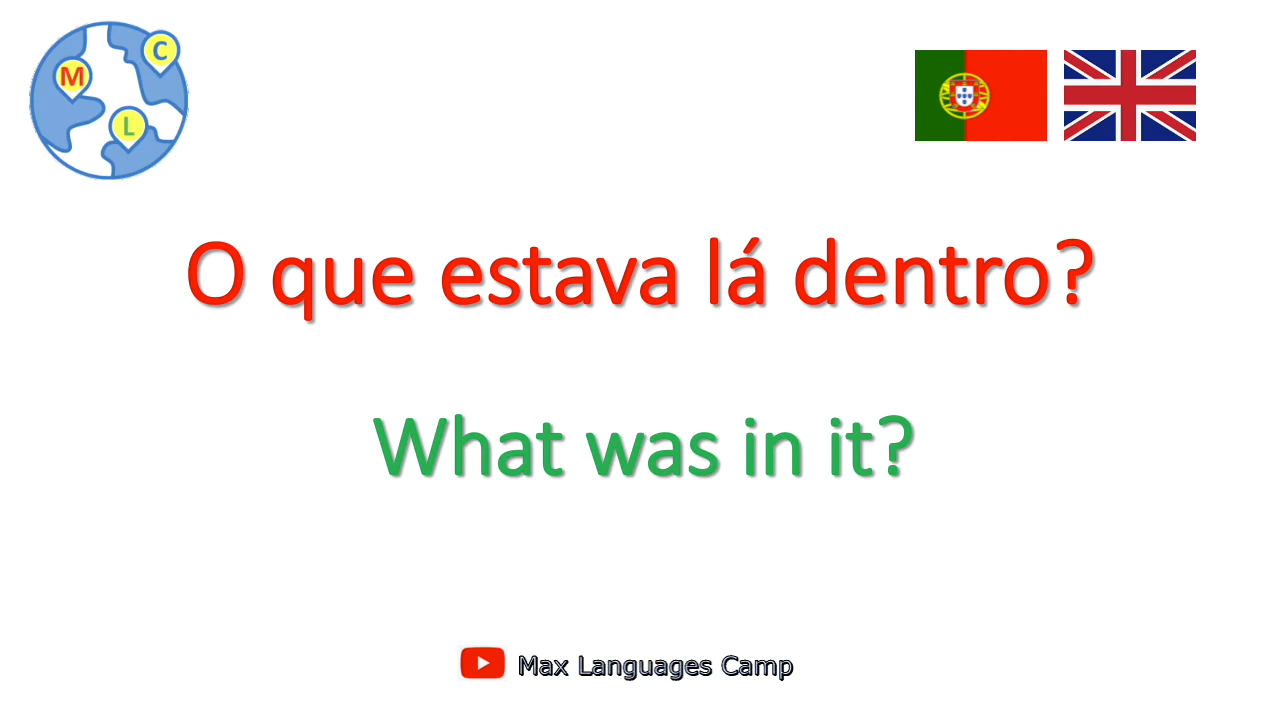 C
M
L
O que estava lá dentro?
What was in it?
Max Languages Camp